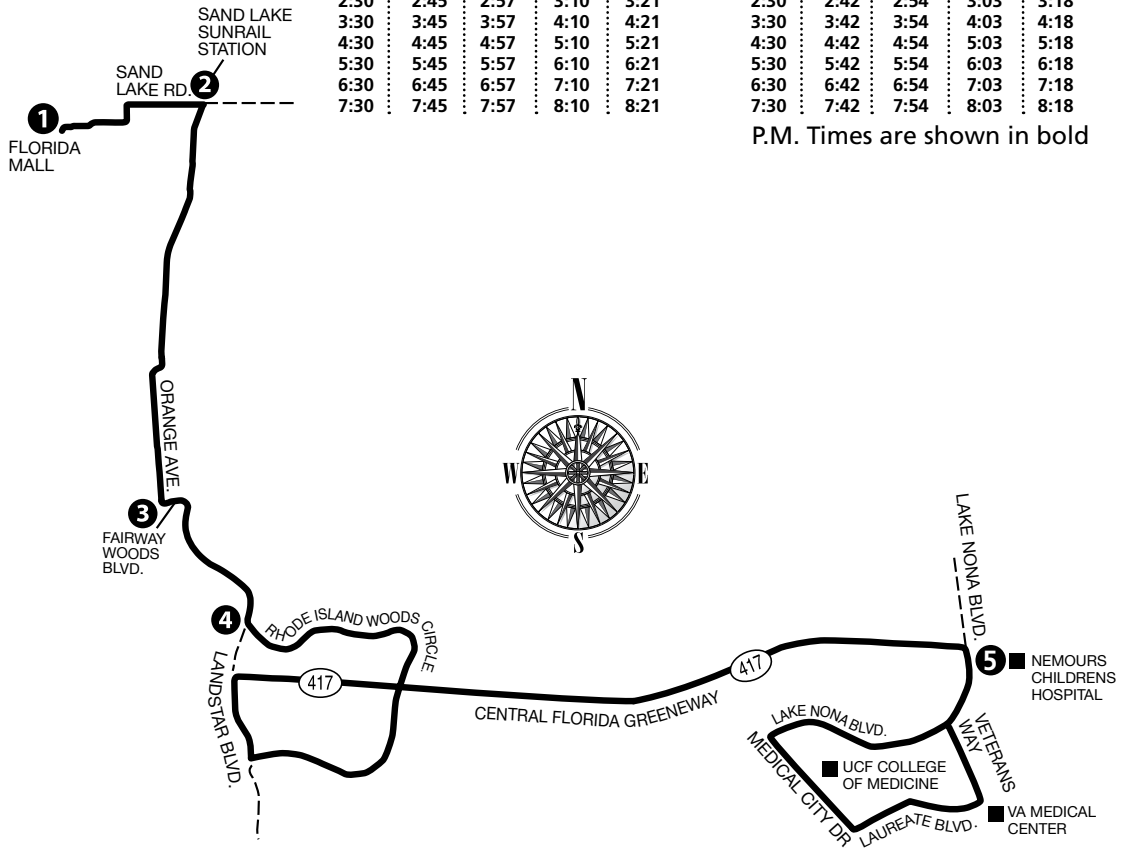 2:30 2:45 2:57 3:10 3:21
3:30 3:45 3:57 4:10 4:21
4:30 4:45 4:57 5:10 5:21
5:30 5:45 5:57 6:10 6:21
6:30 6:45 6:57 7:10 7:21
7:30 7:45 7:57 8:10 8:21
2:30 2:42 2:54 3:03 3:18
3:30 3:42 3:54 4:03 4:18
4:30 4:42 4:54 5:03 5:18
5:30 5:42 5:54 6:03 6:18
6:30 6:42 6:54 7:03 7:18
7:30 7:42 7:54 8:03 8:18
P.M. Times are shown in bold
SAND LAKE
SUNRAIL
STATION
SAND
LAKE RD.
2
1
FLORIDA
MALL
ORANGE AVE.
3
FAIRWAY
WOODS
BLVD.
N
W
E
S
4
RHODE ISLAND WOODS CIRCLE
LANDSTAR BLVD.
417
CENTRAL FLORIDA GREENEWAY
417
LAKE NONA BLVD.
5
NEMOURS
CHILDRENS
HOSPITAL
LAKE NONA BLVD.
VETERANS
WAY
MEDICAL CITY DR
UCF COLLEGE
OF MEDICINE
LAUREATE BLVD.
VA MEDICAL
CENTER